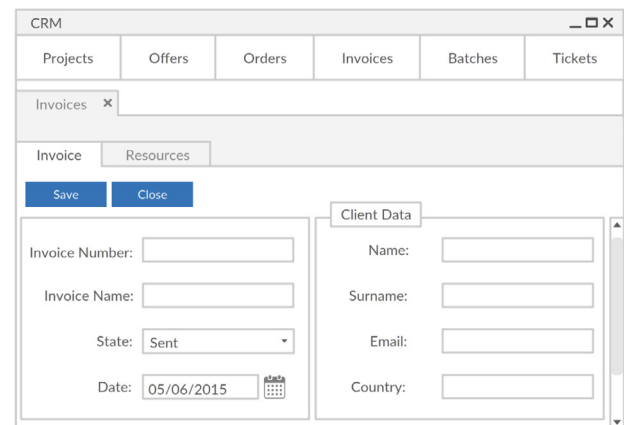 CRM
Projects Offers Orders Invoices Batches Tickets
Invoices
Invoice Resources
Save Close
Client Data
Invoice Number:
Name:
Invoice Name:
Surname:
State: Sent
Email:
Date: 05/06/2015
Country: